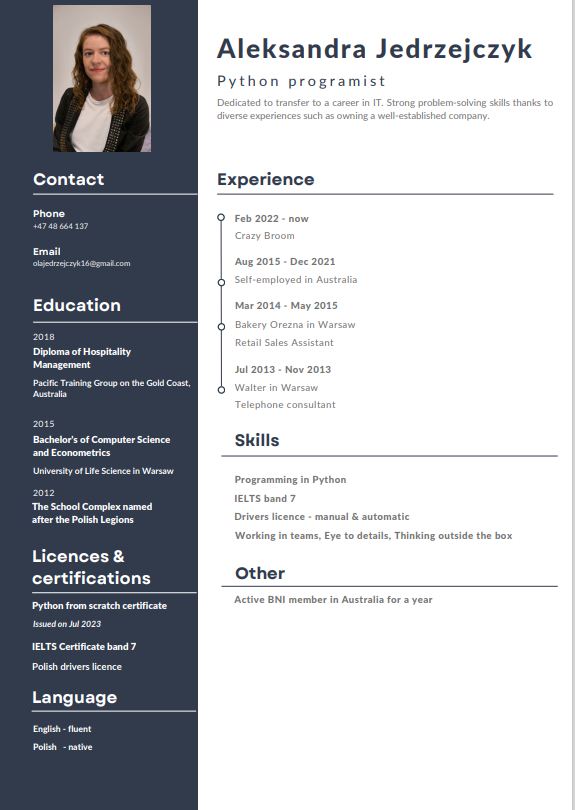 Aleksandra Jedrzejczyk
Python programist
Dedicated to transfer to a career in IT. Strong problem-solving skills thanks to
diverse experiences such as owning a well-established company.
Contact
Phone
+47 48 664 137
Email
olajedrzejczyk16@gmail.com
Education
2018
Diploma of Hospitality
Management
Pacific Training Group on the Gold Coast,
Australia
2015
Bachelor's of Computer Science
and Econometrics
University of Life Science in Warsaw
2012
The School Complex named
after the Polish Legions
Licences &
certifications
Python from scratch certificate
Issued on Jul 2023
IELTS Certificate band 7
Polish drivers licence
Language
English - fluent
Polish - native
Experience
Feb 2022 - now
Crazy Broom
Aug 2015 - Dec 2021
Self-employed in Australia
Mar 2014 - May 2015
Bakery Orezna in Warsaw
Retail Sales Assistant
Jul 2013 - Nov 2013
Walter in Warsaw
Telephone consultant
Skills
Programming in Python
IELTS band 7
Drivers licence - manual & automatic
Working in teams, Eye to details, Thinking outside the box
Other
Active BNI member in Australia for a year